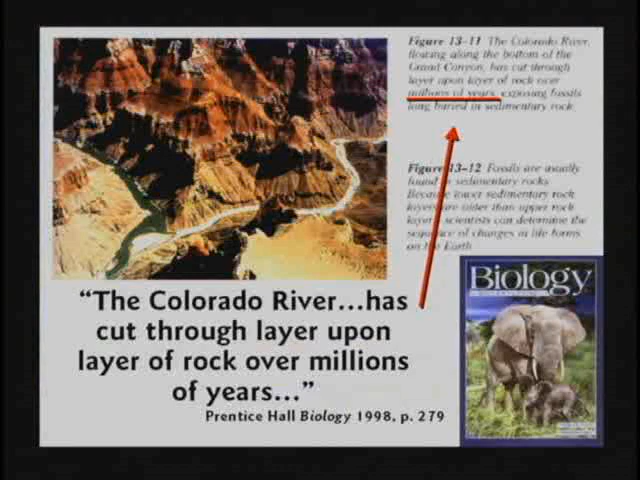 Figure 13–11 The Colorado River,
flowing along the bottom of the
Grand Canyon, has cut through
layer upon layer of rock over
millions of years, exposing fossils
long buried in sedimentary rock.
Figure 13–12 Fossils are usually
found in sedimentary rocks.
Because lower sedimentary rock
layers are older than upper rock
layers, scientists can determine the
sequence of changes in life forms
on the Earth.
“The Colorado River...has
cut through layer upon
layer of rock over millions
of years...”
Prentice Hall Biology 1998, p. 279
Biology